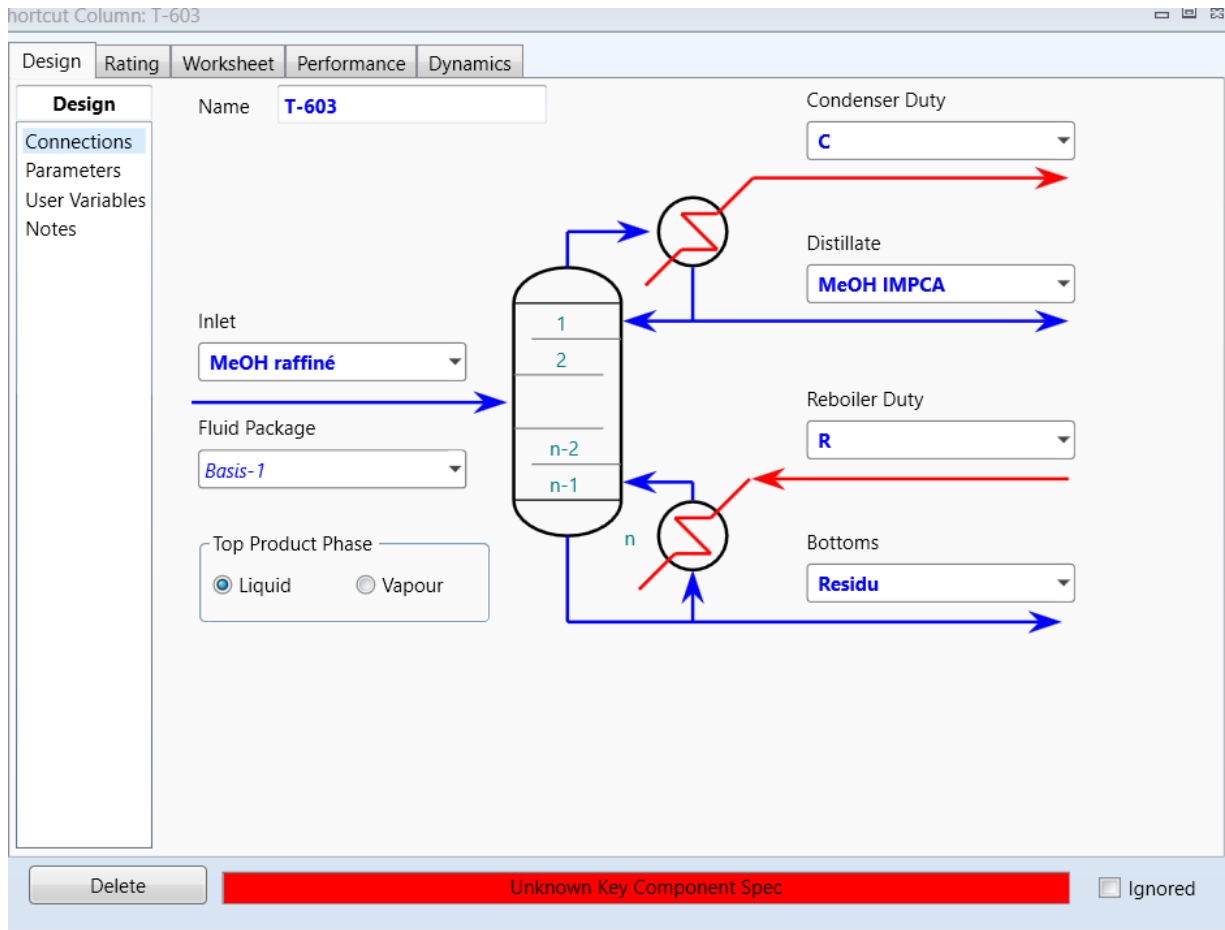 hortcut Column: T-603
Design Rating Worksheet Performance Dynamics
Design
Connections
Parameters
User Variables
Notes
Name T-603
Condenser Duty
C
Distillate
MeOH IMPCA
Inlet
MeOH raffiné
Fluid Package
Basis-1
1
2
n-2
n-1
n
Reboiler Duty
R
Top Product Phase
Liquid Vapour
Bottoms
Residu
Delete Unknown Key Component Spec Ignored